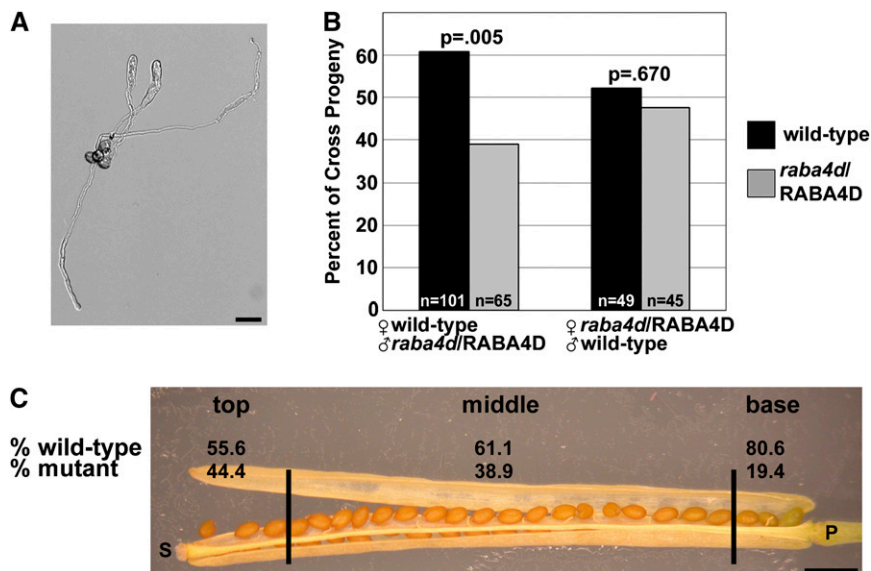 A
B
Percent of Cross Progeny
60
50
40
30
20
10
0
p=.005
p=.670
n=101
n=65
n=49
n=45
♀wild-type
♂raba4d/RABA4D
♀raba4d/RABA4D
♂wild-type
wild-type
raba4d/
RABA4D
C
top middle base
% wild-type 55.6 61.1 80.6
% mutant 44.4 38.9 19.4
S
P